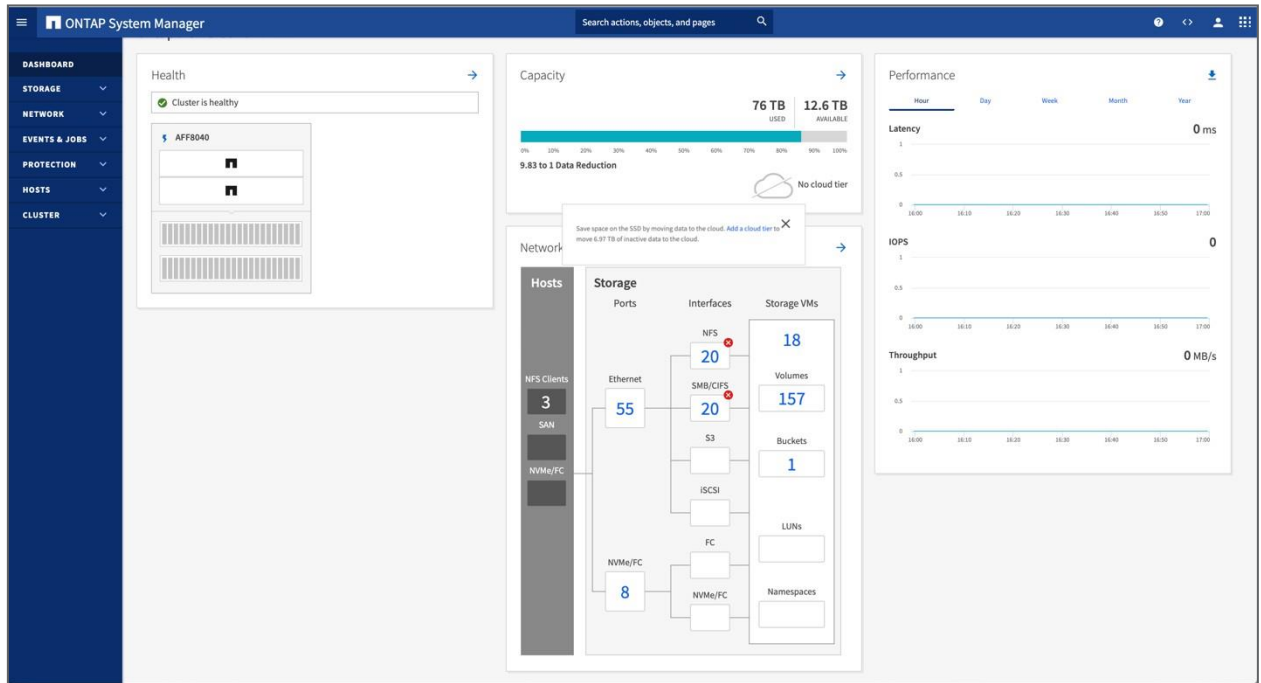 ONTAP System Manager
Search actions, objects, and pages
DASHBOARD
STORAGE
NETWORK
EVENTS & JOBS
PROTECTION
HOSTS
CLUSTER
Health
Cluster is healthy
AFF8040
Capacity
76 TB 12.6 TB
USED AVAILABLE
0% 10% 20% 30% 40% 50% 60% 70% 80% 90% 100%
9.83 to 1 Data Reduction
No cloud tier
Save space on the SSD by moving data to the cloud. Add a cloud tier to
move 6.97 TB of inactive data to the cloud.
Network
Hosts Storage
Ports Interfaces Storage VMs
NFS
20
18
NFS Clients
3
SAN
NVMe/FC
Ethernet
55
SMB/CIFS
20
Volumes
157
S3
Buckets
1
iSCSI
LUNs
FC
NVMe/FC
8
NVMe/FC
Namespaces
Performance
Hour Day Week Month Year
Latency 0 ms
1
0.5
0
16:00 16:10 16:20 16:30 16:40 16:50 17:00
IOPS 0
1
0.5
0
16:00 16:10 16:20 16:30 16:40 16:50 17:00
Throughput 0 MB/s
1
0.5
0
16:00 16:10 16:20 16:30 16:40 16:50 17:00